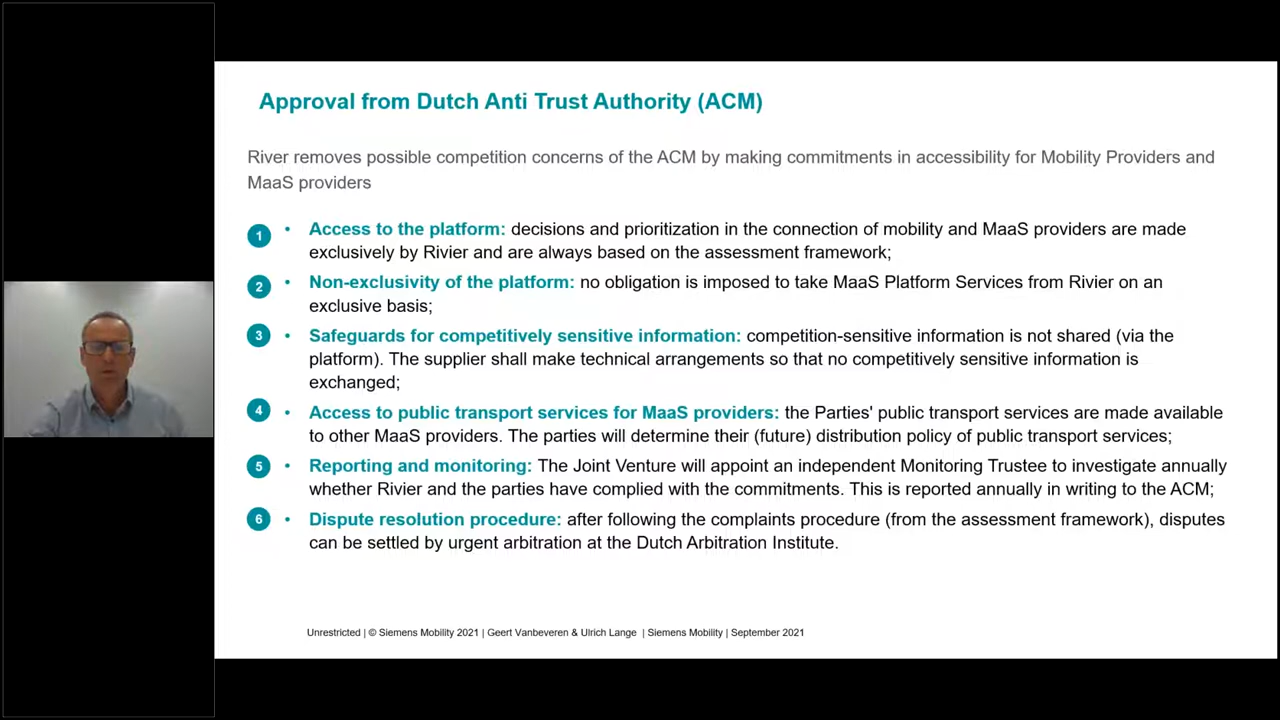 Approval from Dutch Anti Trust Authority (ACM)
River removes possible competition concerns of the ACM by making commitments in accessibility for Mobility Providers and
MaaS providers
1 • Access to the platform: decisions and prioritization in the connection of mobility and MaaS providers are made
exclusively by Rivier and are always based on the assessment framework;
2 • Non-exclusivity of the platform: no obligation is imposed to take MaaS Platform Services from Rivier on an
exclusive basis;
3 • Safeguards for competitively sensitive information: competition-sensitive information is not shared (via the
platform). The supplier shall make technical arrangements so that no competitively sensitive information is
exchanged;
4 • Access to public transport services for MaaS providers: the Parties' public transport services are made available
to other MaaS providers. The parties will determine their (future) distribution policy of public transport services;
5 • Reporting and monitoring: The Joint Venture will appoint an independent Monitoring Trustee to investigate annually
whether Rivier and the parties have complied with the commitments. This is reported annually in writing to the ACM;
6 • Dispute resolution procedure: after following the complaints procedure (from the assessment framework), disputes
can be settled by urgent arbitration at the Dutch Arbitration Institute.
Unrestricted | © Siemens Mobility 2021 | Geert Vanbeveren & Ulrich Lange | Siemens Mobility | September 2021